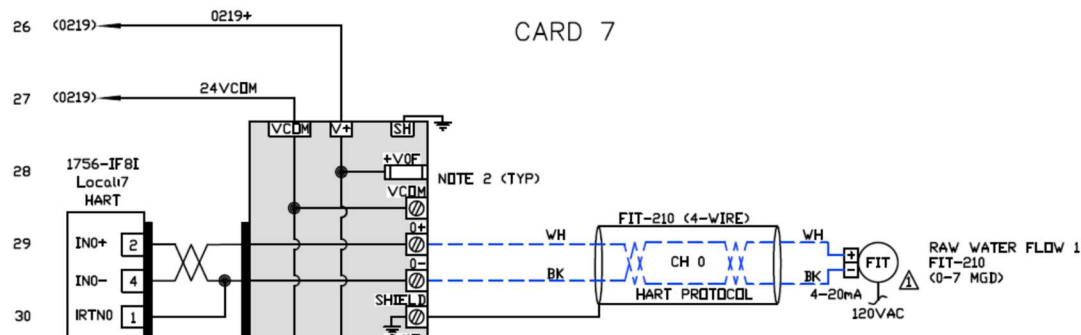 CARD 7
26 (0219) 0219+
27 (0219) 24VCOM
VCOM V+ SH
28
1756-IF8I
Local:7
HART
+V0F
NOTE 2 (TYP)
VCOM
FIT-210 (4-WIRE)
29 IN0+ 2 0+ WH WH
CH 0
+ FIT
RAW WATER FLOW 1
FIT-210
(0-7 MGD)
1
IN0- 4 0- BK BK −
HART PROTOCOL
4-20mA
120VAC
30 IRTN0 1 SHIELD